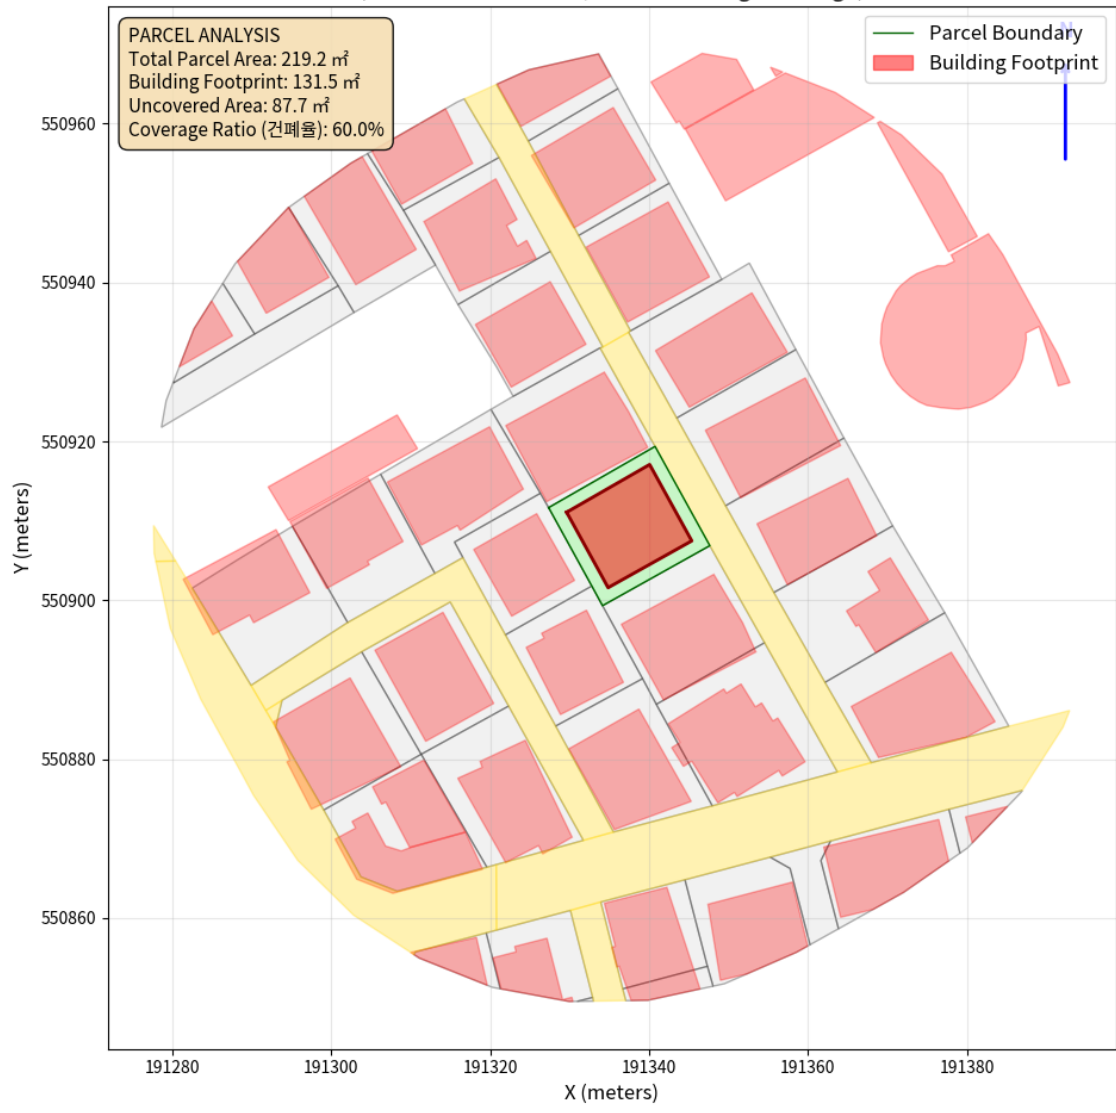 PARCEL ANALYSIS
Total Parcel Area: 219.2 ㎡
Building Footprint: 131.5 ㎡
Uncovered Area: 87.7 ㎡
Coverage Ratio (건폐율): 60.0%
N
Parcel Boundary
Building Footprint
550960
550940
550920
550900
550880
550860
Y (meters)
191280 191300 191320 191340 191360 191380
X (meters)